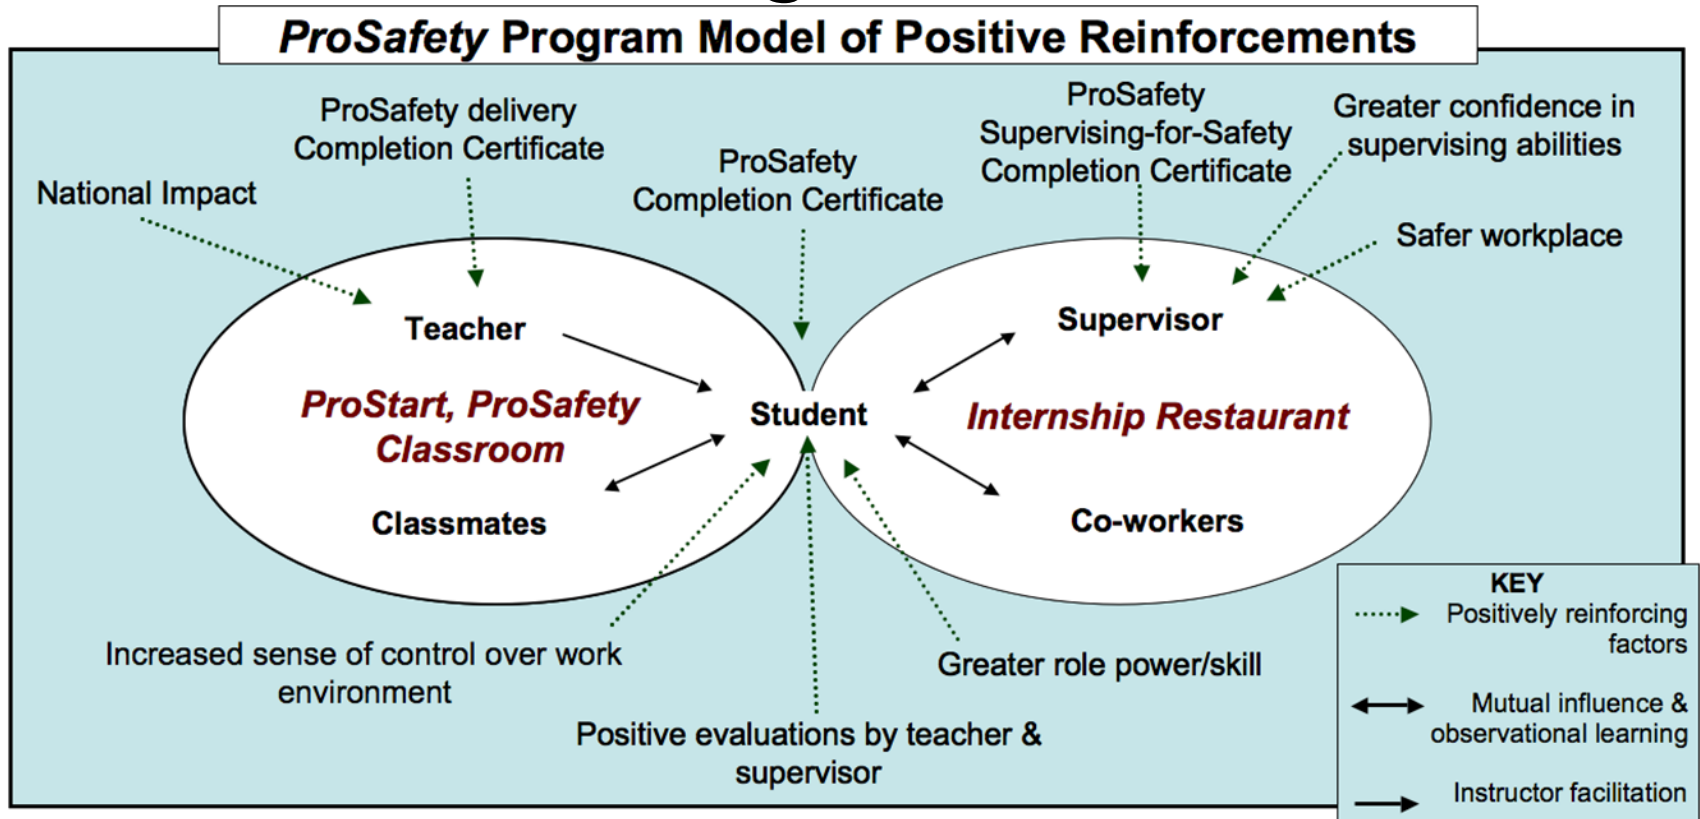 ProSafety Program Model of Positive Reinforcements
National Impact
ProSafety delivery
Completion Certificate
ProSafety
Completion Certificate
ProSafety
Supervising-for-Safety
Completion Certificate
Greater confidence in
supervising abilities
Safer workplace
Teacher
ProStart, ProSafety
Classroom
Classmates
Student
Supervisor
Internship Restaurant
Co-workers
Increased sense of control over work
environment
Positive evaluations by teacher &
supervisor
Greater role power/skill
KEY
Positively reinforcing
factors
Mutual influence &
observational learning
Instructor facilitation